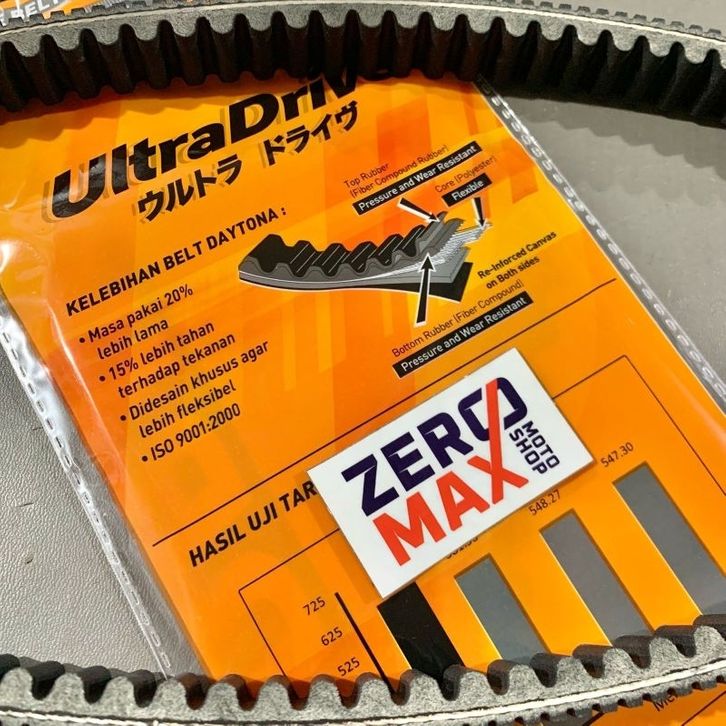 BELT
UltraDrive
ウルトラ ドライヴ
KELEBIHAN BELT DAYTONA :
• Masa pakai 20%
lebih lama
• 15% lebih tahan
terhadap tekanan
• Didesain khusus agar
lebih fleksibel
• ISO 9001:2000
Top Rubber
(Fiber Compound Rubber)
Pressure and Wear Resistant
Core (Polyester)
Flexible
Re-Inforced Canvas
on Both sides
Bottom Rubber (Fiber Compound)
Pressure and Wear Resistant
ZERO
MAX
MOTO
SHOP
HASIL UJI TAR
548.27
547.30
725
625
525